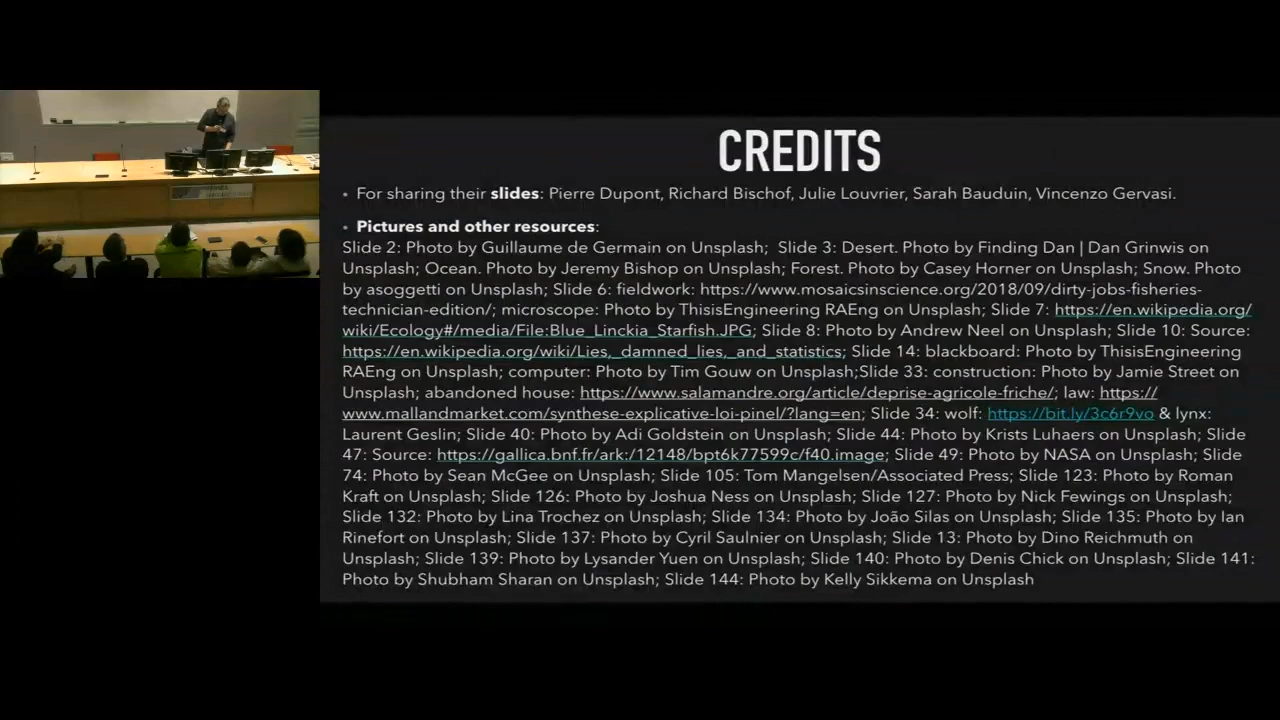 CREDITS
• For sharing their slides: Pierre Dupont, Richard Bischof, Julie Louvrier, Sarah Bauduin, Vincenzo Gervasi.
• Pictures and other resources:
Slide 2: Photo by Guillaume de Germain on Unsplash;  Slide 3: Desert. Photo by Finding Dan | Dan Grinwis on
Unsplash; Ocean. Photo by Jeremy Bishop on Unsplash; Forest. Photo by Casey Horner on Unsplash; Snow. Photo
by asoggetti on Unsplash; Slide 6: fieldwork: https://www.mosaicsinscience.org/2018/09/dirty-jobs-fisheries-
technician-edition/; microscope: Photo by ThisisEngineering RAEng on Unsplash; Slide 7: https://en.wikipedia.org/
wiki/Ecology#/media/File:Blue_Linckia_Starfish.JPG; Slide 8: Photo by Andrew Neel on Unsplash; Slide 10: Source:
https://en.wikipedia.org/wiki/Lies,_damned_lies,_and_statistics; Slide 14: blackboard: Photo by ThisisEngineering
RAEng on Unsplash; computer: Photo by Tim Gouw on Unsplash;Slide 33: construction: Photo by Jamie Street on
Unsplash; abandoned house: https://www.salamandre.org/article/deprise-agricole-friche/; law: https://
www.mallandmarket.com/synthese-explicative-loi-pinel/?lang=en; Slide 34: wolf: https://bit.ly/3c6r9vo & lynx:
Laurent Geslin; Slide 40: Photo by Adi Goldstein on Unsplash; Slide 44: Photo by Krists Luhaers on Unsplash; Slide
47: Source: https://gallica.bnf.fr/ark:/12148/bpt6k77599c/f40.image; Slide 49: Photo by NASA on Unsplash; Slide
74: Photo by Sean McGee on Unsplash; Slide 105: Tom Mangelsen/Associated Press; Slide 123: Photo by Roman
Kraft on Unsplash; Slide 126: Photo by Joshua Ness on Unsplash; Slide 127: Photo by Nick Fewings on Unsplash;
Slide 132: Photo by Lina Trochez on Unsplash; Slide 134: Photo by João Silas on Unsplash; Slide 135: Photo by Ian
Rinefort on Unsplash; Slide 137: Photo by Cyril Saulnier on Unsplash; Slide 13: Photo by Dino Reichmuth on
Unsplash; Slide 139: Photo by Lysander Yuen on Unsplash; Slide 140: Photo by Denis Chick on Unsplash; Slide 141:
Photo by Shubham Sharan on Unsplash; Slide 144: Photo by Kelly Sikkema on Unsplash